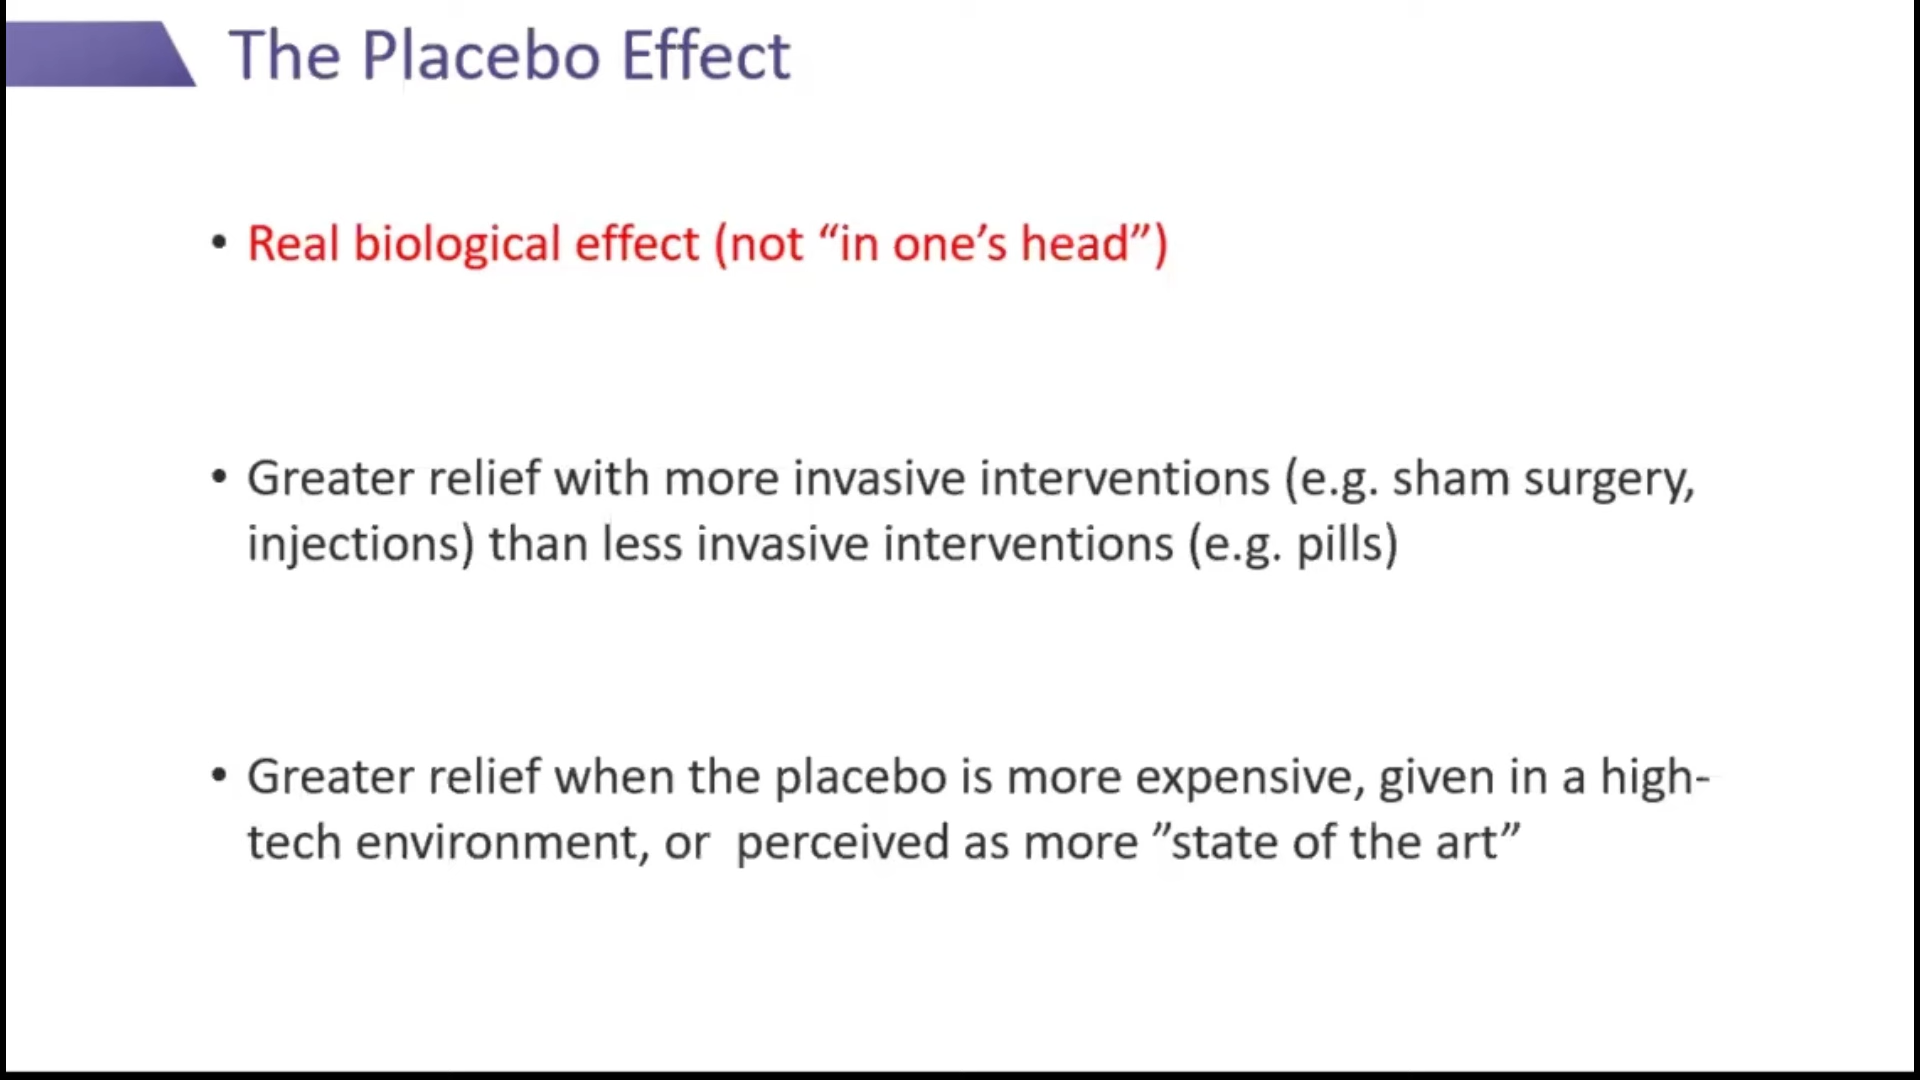 The Placebo Effect
• Real biological effect (not “in one’s head”)
• Greater relief with more invasive interventions (e.g. sham surgery,
injections) than less invasive interventions (e.g. pills)
• Greater relief when the placebo is more expensive, given in a high-
tech environment, or  perceived as more ”state of the art”